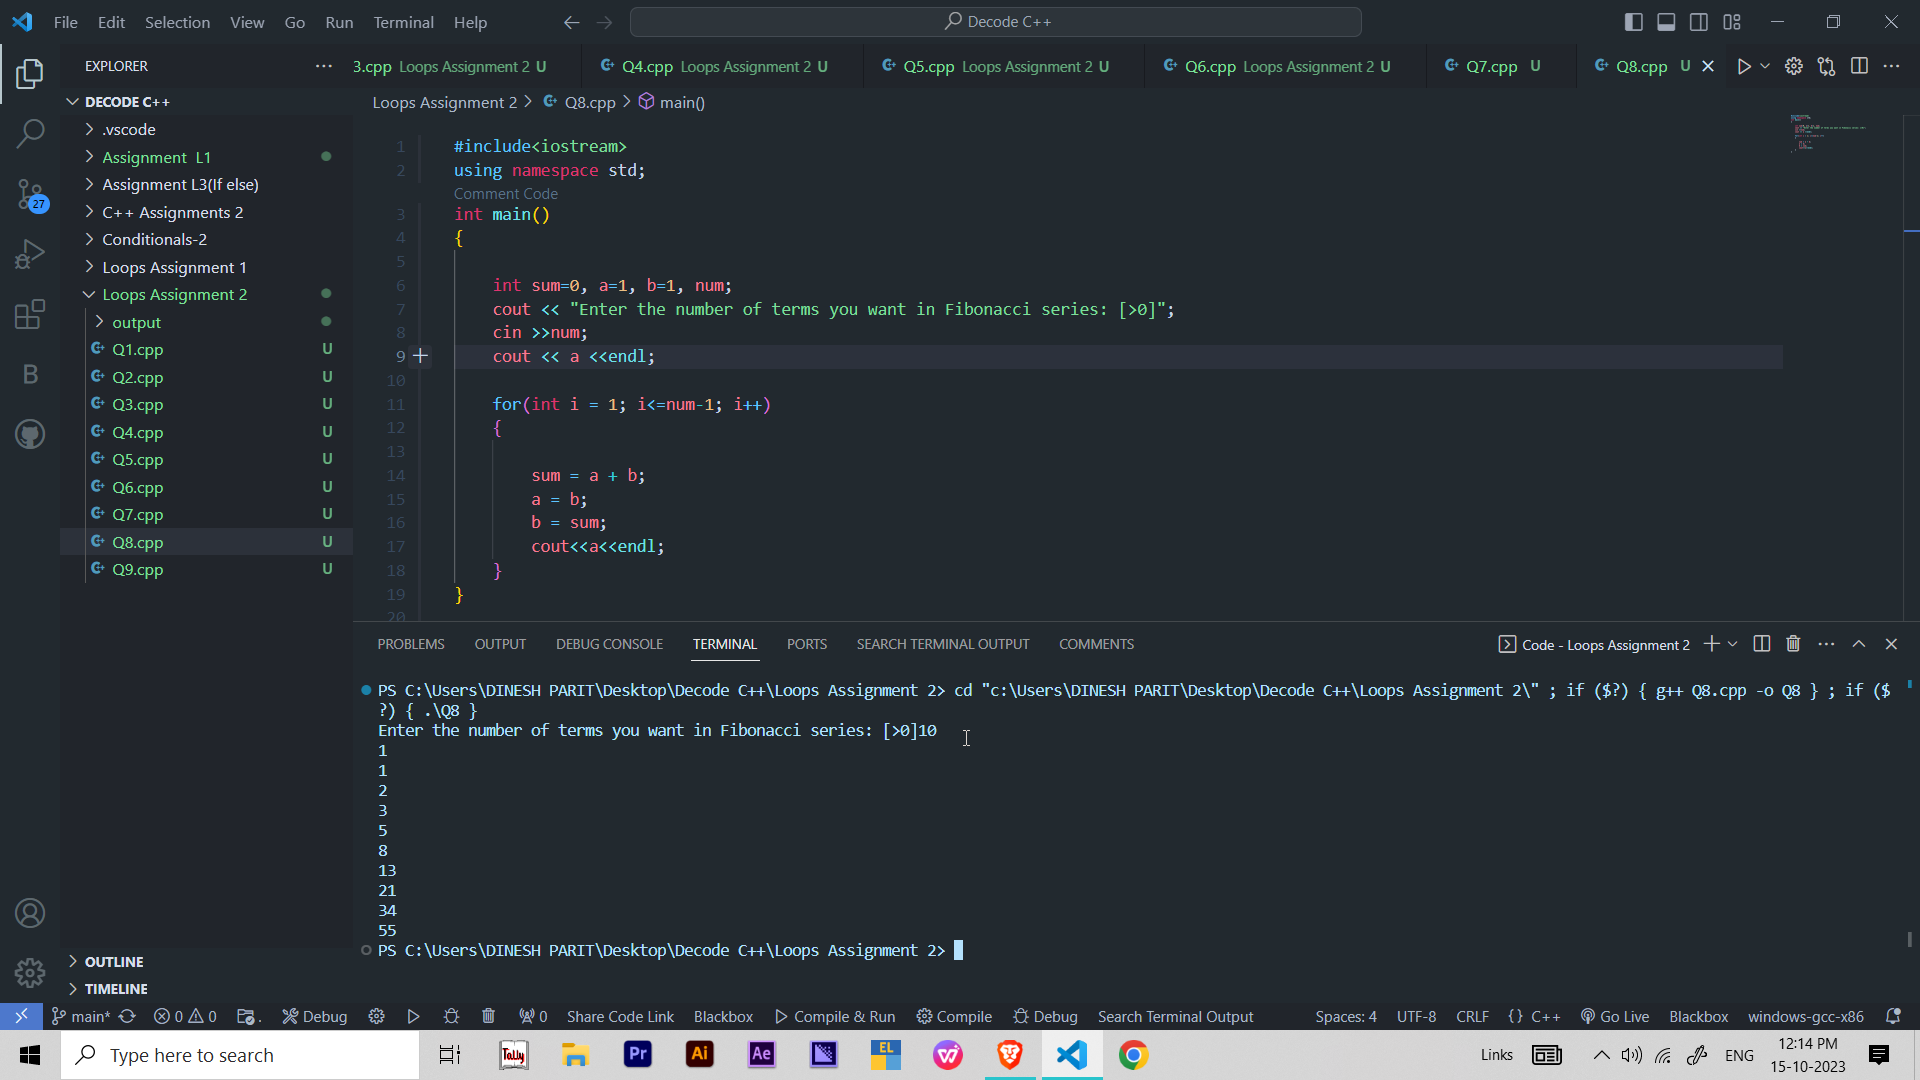 File Edit Selection View Go Run Terminal Help
Decode C++
EXPLORER
3.cpp Loops Assignment 2 U
Q4.cpp Loops Assignment 2 U
Q5.cpp Loops Assignment 2 U
Q6.cpp Loops Assignment 2 U
Q7.cpp U
Q8.cpp U
DECODE C++
.vscode
Assignment L1
Assignment L3(If else)
C++ Assignments 2
Conditionals-2
Loops Assignment 1
Loops Assignment 2
output
Q1.cpp U
Q2.cpp U
Q3.cpp U
Q4.cpp U
Q5.cpp U
Q6.cpp U
Q7.cpp U
Q8.cpp U
Q9.cpp U
OUTLINE
TIMELINE
27
B
Loops Assignment 2 > Q8.cpp > main()
1 #include<iostream>
2 using namespace std;
Comment Code
3 int main()
4 {
5
6 int sum=0, a=1, b=1, num;
7 cout << "Enter the number of terms you want in Fibonacci series: [>0]";
8 cin >>num;
9 cout << a <<endl;
10
11 for(int i = 1; i<=num-1; i++)
12 {
13
14 sum = a + b;
15 a = b;
16 b = sum;
17 cout<<a<<endl;
18 }
19 }
20
PROBLEMS OUTPUT DEBUG CONSOLE TERMINAL PORTS SEARCH TERMINAL OUTPUT COMMENTS
Code - Loops Assignment 2
PS C:\Users\DINESH PARIT\Desktop\Decode C++\Loops Assignment 2> cd "c:\Users\DINESH PARIT\Desktop\Decode C++\Loops Assignment 2\" ; if ($?) { g++ Q8.cpp -o Q8 } ; if ($
?) { .\Q8 }
Enter the number of terms you want in Fibonacci series: [>0]10
1
1
2
3
5
8
13
21
34
55
PS C:\Users\DINESH PARIT\Desktop\Decode C++\Loops Assignment 2>
main* 0 0 . Debug 0 Share Code Link Blackbox Compile & Run Compile Debug Search Terminal Output Spaces: 4 UTF-8 CRLF {} C++ Go Live Blackbox windows-gcc-x86
Type here to search
Tally
Pr
Ai
Ae
EL
Links
ENG
12:14 PM
15-10-2023